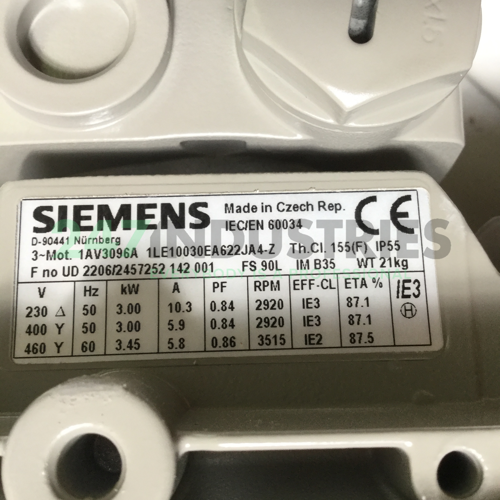 SIEMENS
Made in Czech Rep.
IEC/EN 60034
CE
D-90441 Nürnberg
3~Mot. 1AV3096A 1LE10030EA622JA4-Z Th.Cl. 155(F) IP55
F no UD 2206/2457252 142 001 FS 90L IM B35 WT 21kg
V Hz kW A PF RPM EFF-CL ETA % IE3
230 Δ 50 3.00 10.3 0.84 2920 IE3 87.1
400 Y 50 3.00 5.9 0.84 2920 IE3 87.1
460 Y 60 3.45 5.8 0.86 3515 IE2 87.5
H